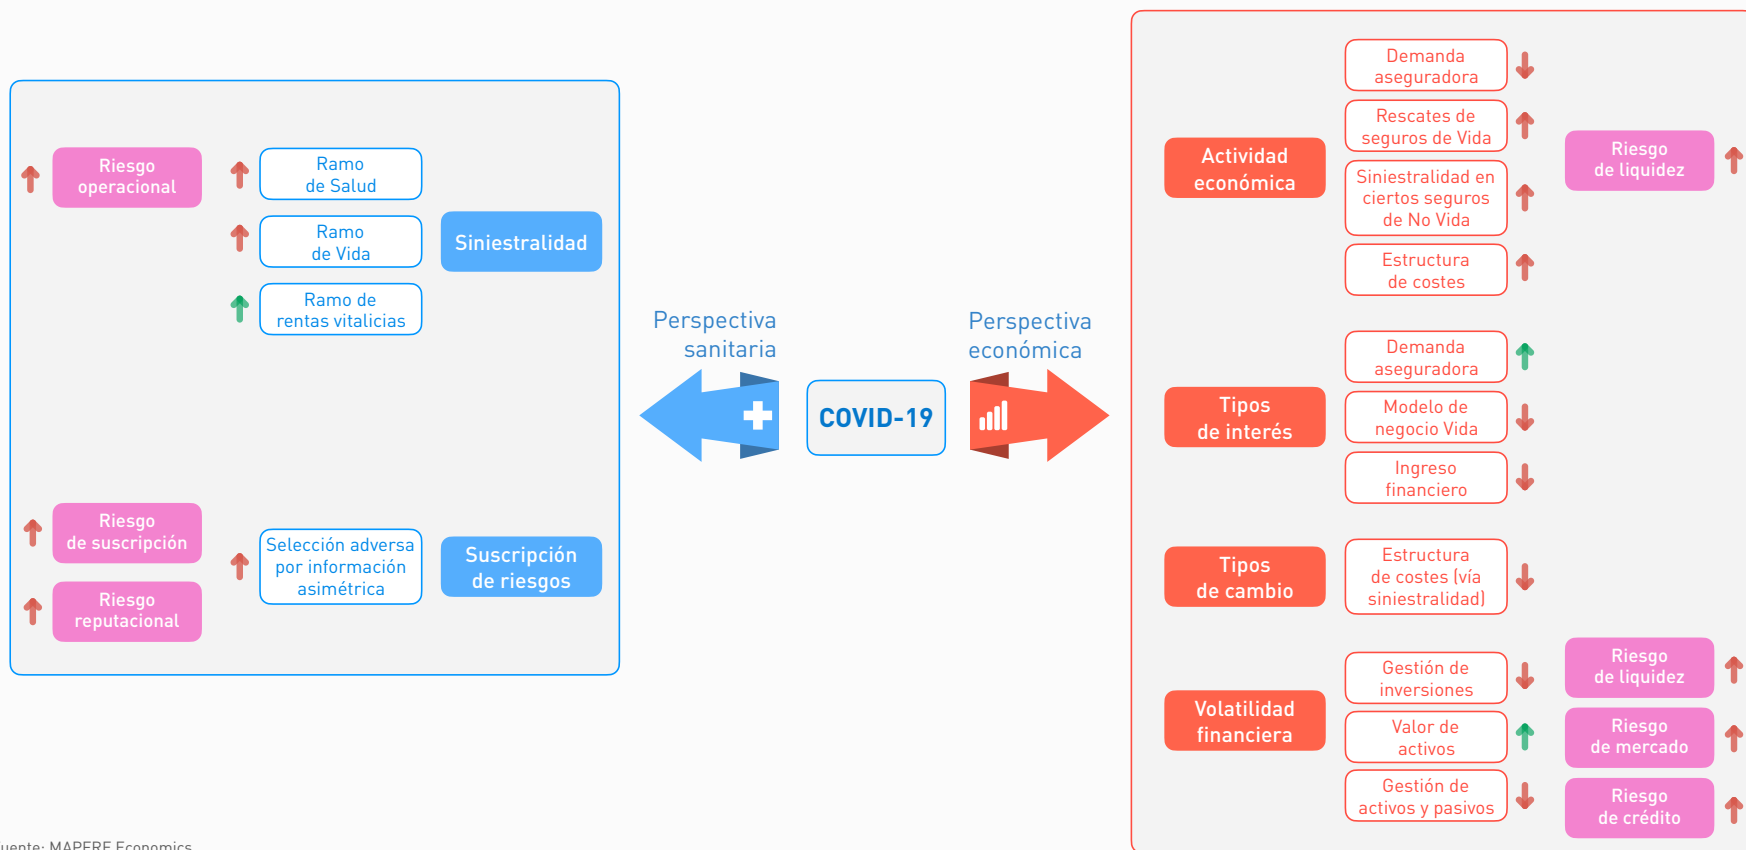 Riesgo
operacional
Ramo
de Salud
Ramo
de Vida
Ramo de
rentas vitalicias
Siniestralidad
Riesgo
de suscripción
Riesgo
reputacional
Selección adversa
por información
asimétrica
Suscripción
de riesgos
Perspectiva
sanitaria
COVID-19
Perspectiva
económica
Actividad
económica
Demanda
aseguradora
Rescates de
seguros de Vida
Siniestralidad en
ciertos seguros
de No Vida
Estructura
de costes
Riesgo
de liquidez
Tipos
de interés
Demanda
aseguradora
Modelo de
negocio Vida
Ingreso
financiero
Tipos
de cambio
Estructura
de costes (vía
siniestralidad)
Volatilidad
financiera
Gestión de
inversiones
Valor de
activos
Gestión de
activos y pasivos
Riesgo
de liquidez
Riesgo
de mercado
Riesgo
de crédito
uente: MAPFRE Economics